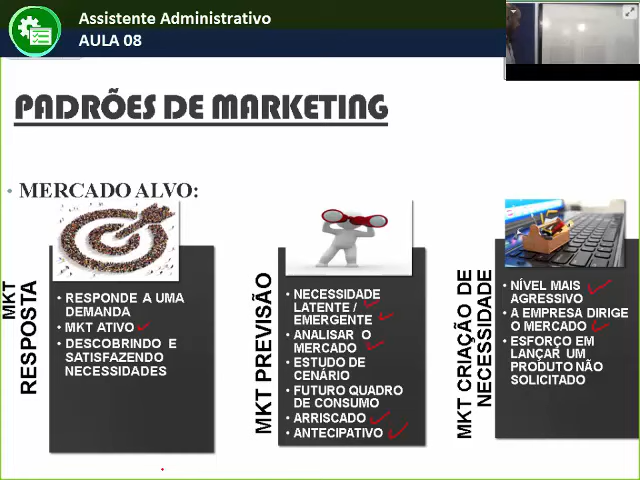 Assistente Administrativo
AULA 08
PADRÕES DE MARKETING
• MERCADO ALVO:
MKT
RESPOSTA
• RESPONDE A UMA
DEMANDA
• MKT ATIVO
• DESCOBRINDO E
SATISFAZENDO
NECESSIDADES
MKT PREVISÃO
• NECESSIDADE
LATENTE /
EMERGENTE
• ANALISAR O
MERCADO
• ESTUDO DE
CENÁRIO
• FUTURO QUADRO
DE CONSUMO
• ARRISCADO
• ANTECIPATIVO
MKT CRIAÇÃO DE
NECESSIDADE
• NÍVEL MAIS
AGRESSIVO
• A EMPRESA DIRIGE
O MERCADO
• ESFORÇO EM
LANÇAR UM
PRODUTO NÃO
SOLICITADO